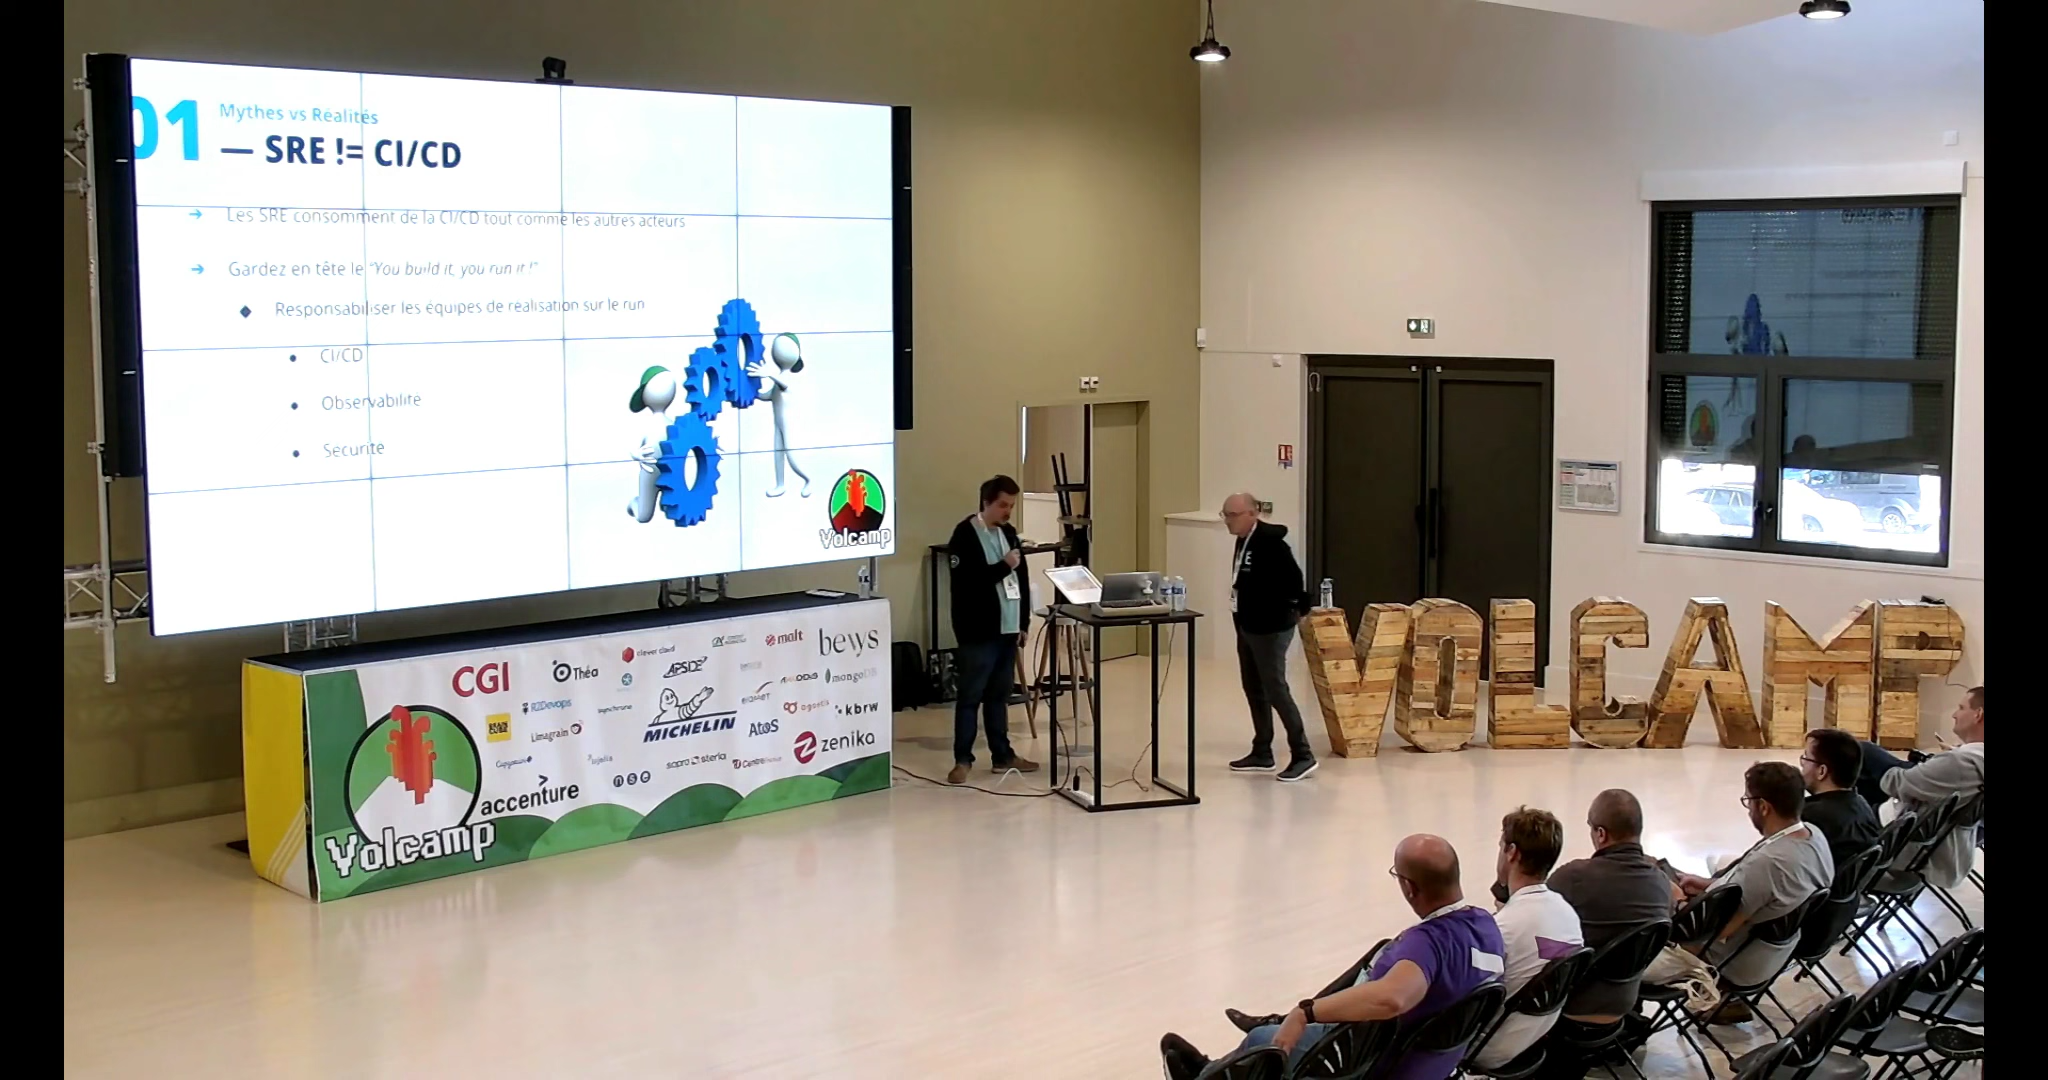 01
Mythes vs Réalités
— SRE != CI/CD
Les SRE consomment de la CI/CD tout comme les autres acteurs
Gardez en tête le "You build it, you run it !"
Responsabiliser les équipes de réalisation sur le run
CI/CD
Observabilité
Sécurité
Volcamp
CGI
Théa
clever cloud
malt
bewys
APSIDE
mongoDB
MICHELIN
Limagrain
Atos
kbrw
sopra steria
zenika
nse
accenture
Volcamp
VOLCAMP